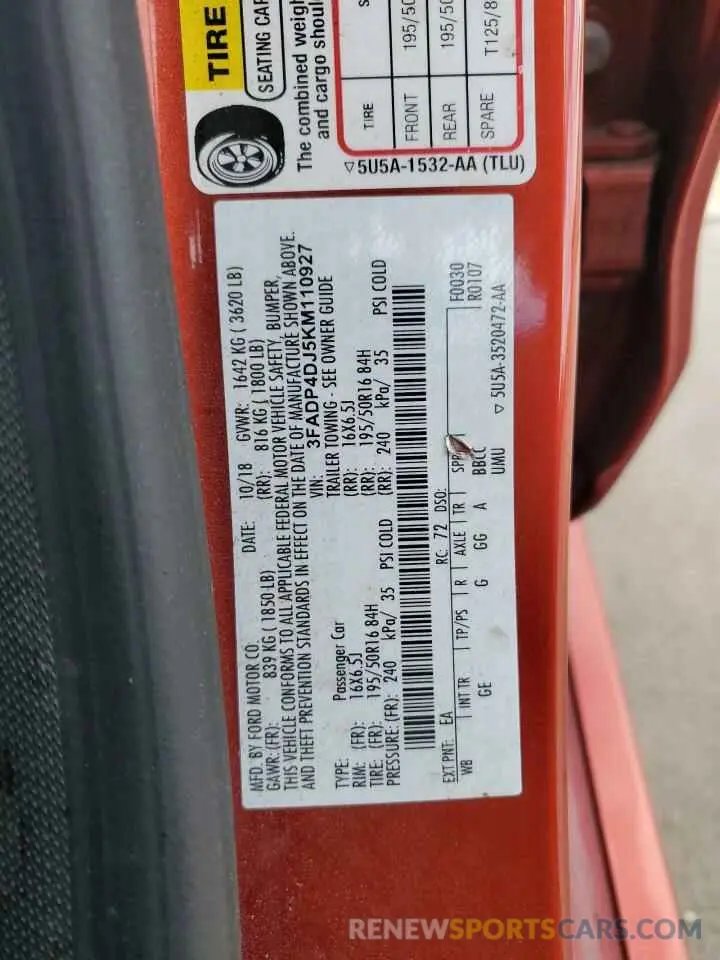 TIRE
SEATING CAP
The combined weigh
and cargo shoul
TIRE
FRONT 195/50
REAR 195/50
SPARE T125/8
▽5U5A-1532-AA (TLU)
MFD. BY FORD MOTOR CO. DATE: 10/18 GVWR: 1642 KG ( 3620 LB)
GAWR: (FR): 839 KG ( 1850 LB) (RR): 816 KG ( 1800 LB)
THIS VEHICLE CONFORMS TO ALL APPLICABLE FEDERAL MOTOR VEHICLE SAFETY, BUMPER,
AND THEFT PREVENTION STANDARDS IN EFFECT ON THE DATE OF MANUFACTURE SHOWN ABOVE.
VIN: 3FADP4DJ5KM110927
TYPE: Passenger Car TRAILER TOWING - SEE OWNER GUIDE
RIM: (FR): 16X6.5J (RR): 16X6.5J
TIRE: (FR): 195/50R16 84H (RR): 195/50R16 84H
PRESSURE: (FR): 240 kPa/ 35 PSI COLD (RR): 240 kPa/ 35 PSI COLD
EXT PNT: EA RC: 72 DSO: F0030
WB INT TR TP/PS R AXLE TR R0107
GE G GG A BBCC
UMU
▽ 5U5A-3520472-AA
RENEWSPORTSCARS.COM